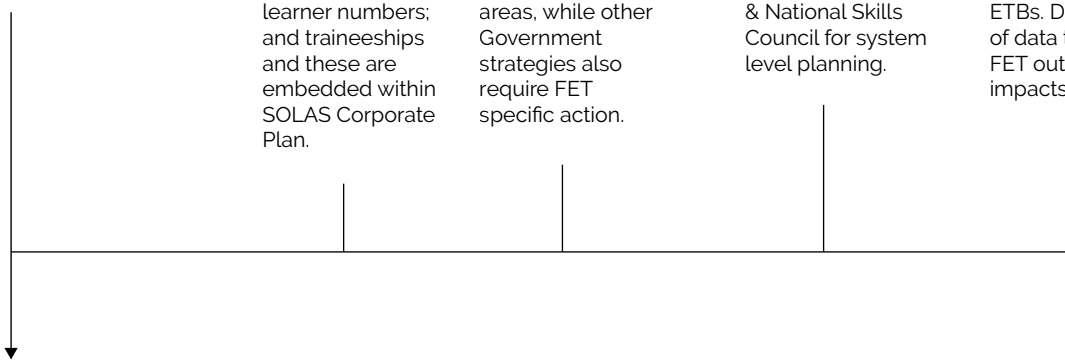 learner numbers;
and traineeships
and these are
embedded within
SOLAS Corporate
Plan.
areas, while other
Government
strategies also
require FET
specific action.
& National Skills
Council for system
level planning.
ETBs.
of data
FET
impacts